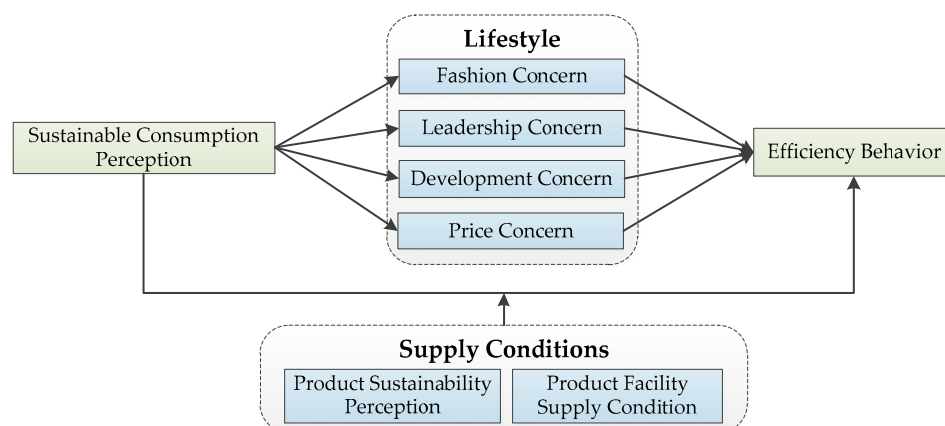 Lifestyle
Fashion Concern
Leadership Concern
Development Concern
Price Concern
Sustainable Consumption
Perception
Efficiency Behavior
Supply Conditions
Product Sustainability
Perception
Product Facility
Supply Condition